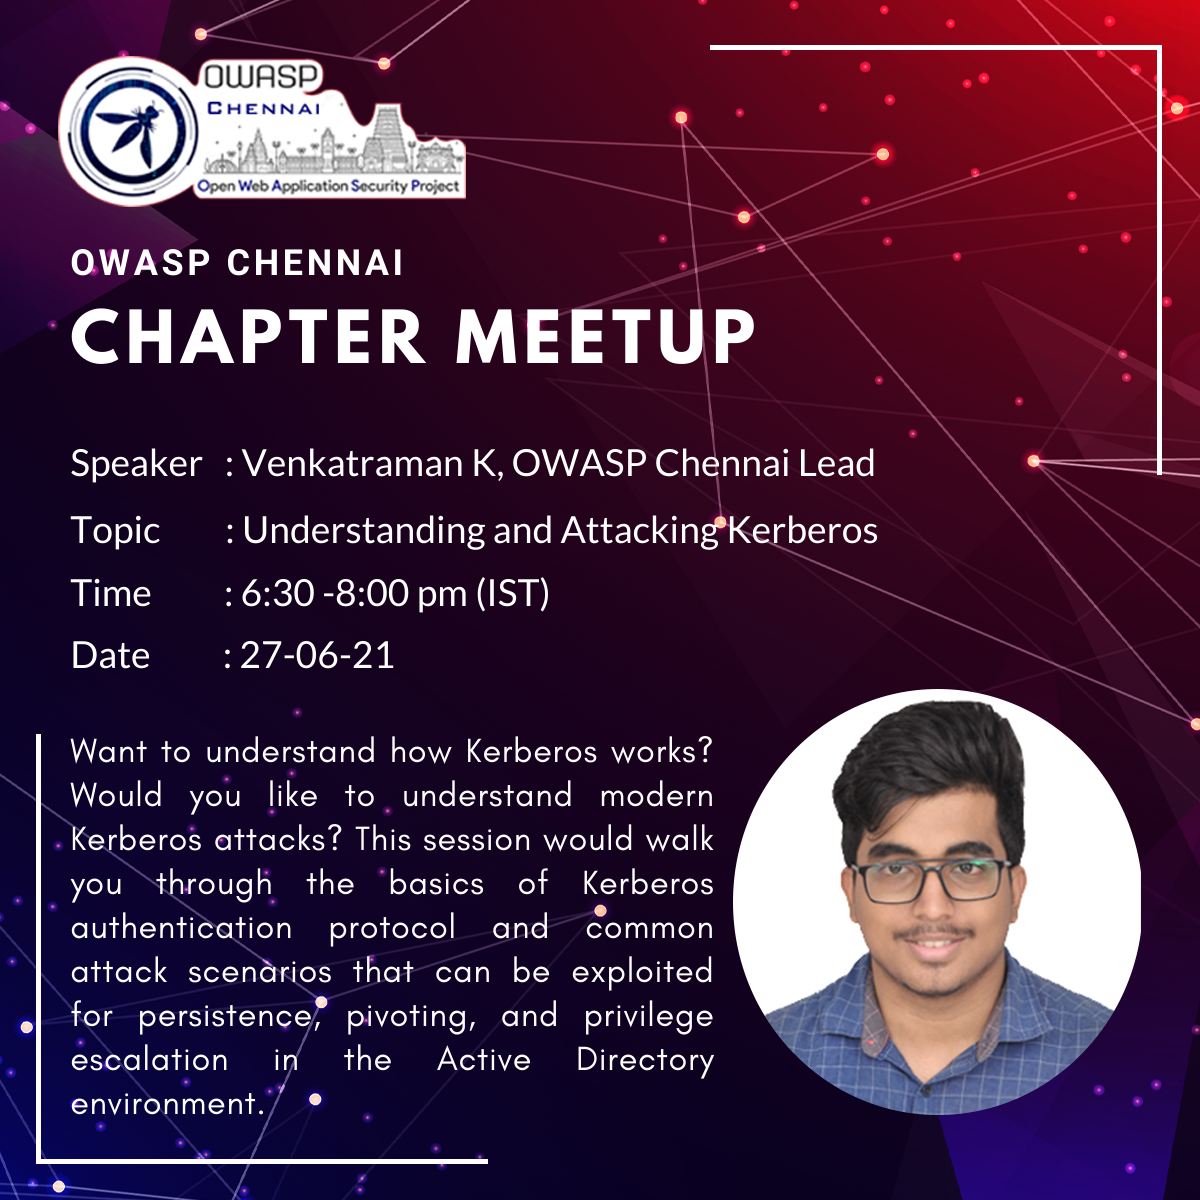 OWASP
CHENNAI
Open Web Application Security Project
OWASP CHENNAI
CHAPTER MEETUP
Speaker : Venkatraman K, OWASP Chennai Lead
Topic : Understanding and Attacking Kerberos
Time : 6:30 -8:00 pm (IST)
Date : 27-06-21
Want to understand how Kerberos works?
Would you like to understand modern
Kerberos attacks? This session would walk
you through the basics of Kerberos
authentication protocol and common
attack scenarios that can be exploited
for persistence, pivoting, and privilege
escalation in the Active Directory
environment.